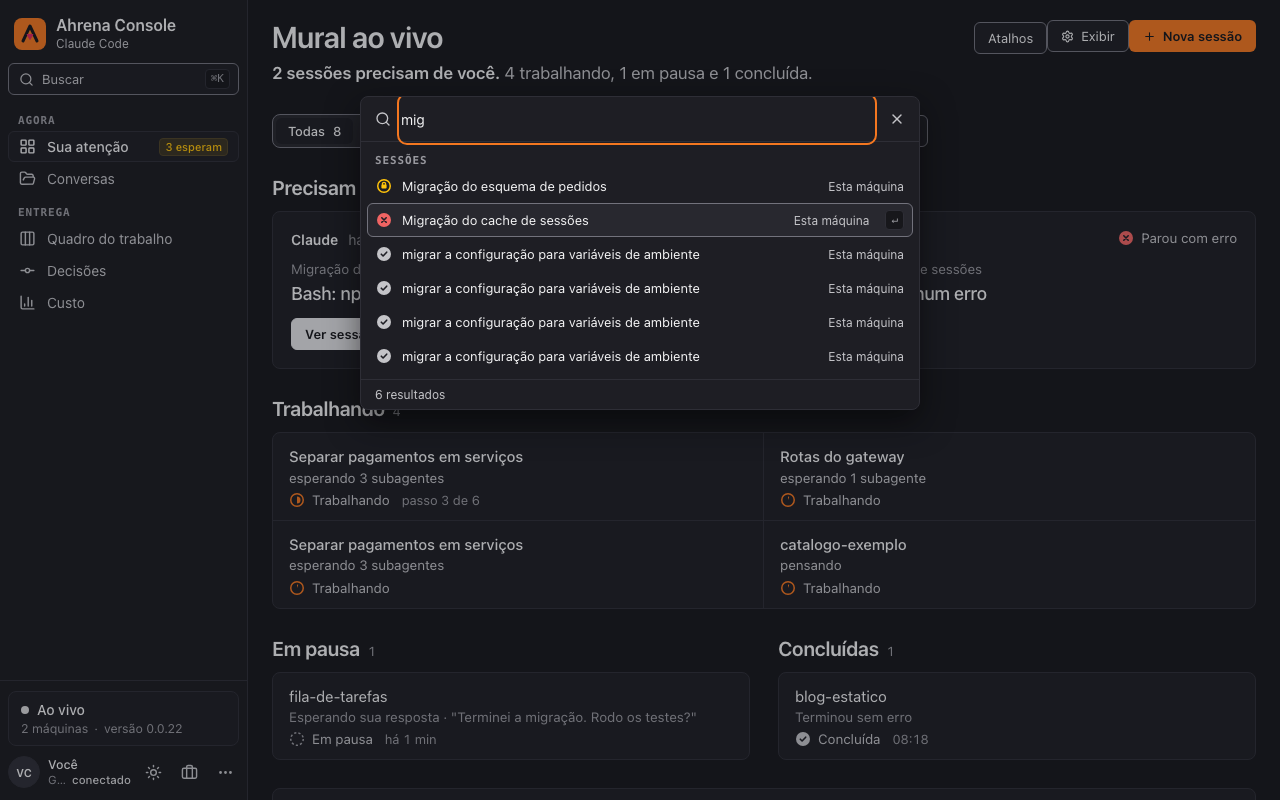 Ahrena Console
Claude Code
Buscar
⌘K
AGORA
Sua atenção
3 esperam
Conversas
ENTREGA
Quadro do trabalho
Decisões
Custo
Ao vivo
2 máquinas · versão 0.0.22
VC
Você
G... conectado
Mural ao vivo
Atalhos
Exibir
+ Nova sessão
2 sessões precisam de você. 4 trabalhando, 1 em pausa e 1 concluída.
Todas 8
mig
SESSÕES
Migração do esquema de pedidos Esta máquina
Migração do cache de sessões Esta máquina ↵
migrar a configuração para variáveis de ambiente Esta máquina
migrar a configuração para variáveis de ambiente Esta máquina
migrar a configuração para variáveis de ambiente Esta máquina
migrar a configuração para variáveis de ambiente Esta máquina
6 resultados
Precisam
Claude
Parou com erro
Migração d
e sessões
Bash: np
um erro
Ver sess
Trabalhando 4
Separar pagamentos em serviços
esperando 3 subagentes
Trabalhando passo 3 de 6
Rotas do gateway
esperando 1 subagente
Trabalhando
Separar pagamentos em serviços
esperando 3 subagentes
Trabalhando
catalogo-exemplo
pensando
Trabalhando
Em pausa 1
fila-de-tarefas
Esperando sua resposta · "Terminei a migração. Rodo os testes?"
Em pausa há 1 min
Concluídas 1
blog-estatico
Terminou sem erro
Concluída 08:18